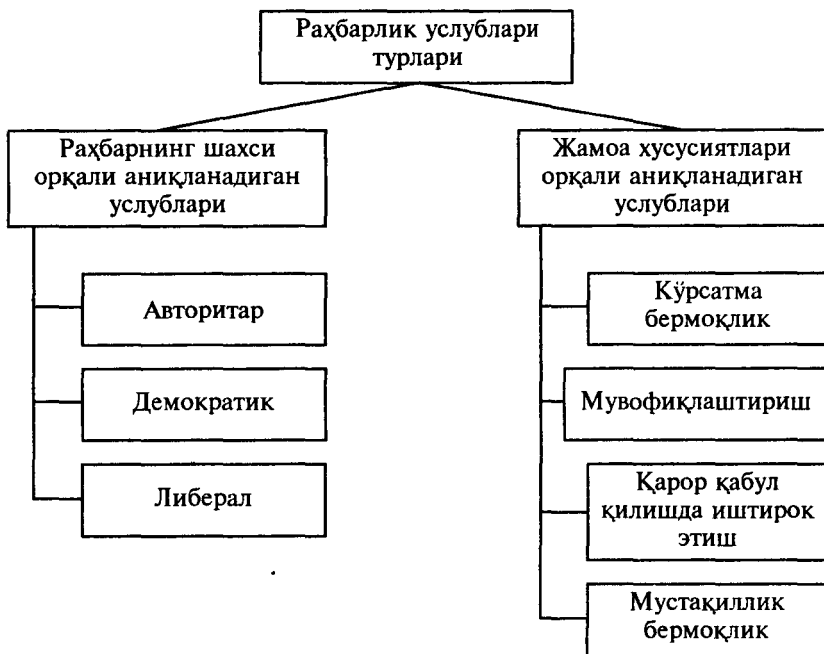 Раҳбарлик услублари
турлари
Раҳбарнинг шахси
орқали аниқланадиган
услублари
Авторитар
Демократик
Либерал
Жамоа хусусиятлари
орқали аниқланадиган
услублари
Кўрсатма
бермоқлик
Мувофиқлаштириш
Қарор қабул
қилишда иштирок
этиш
Мустақиллик
бермоқлик